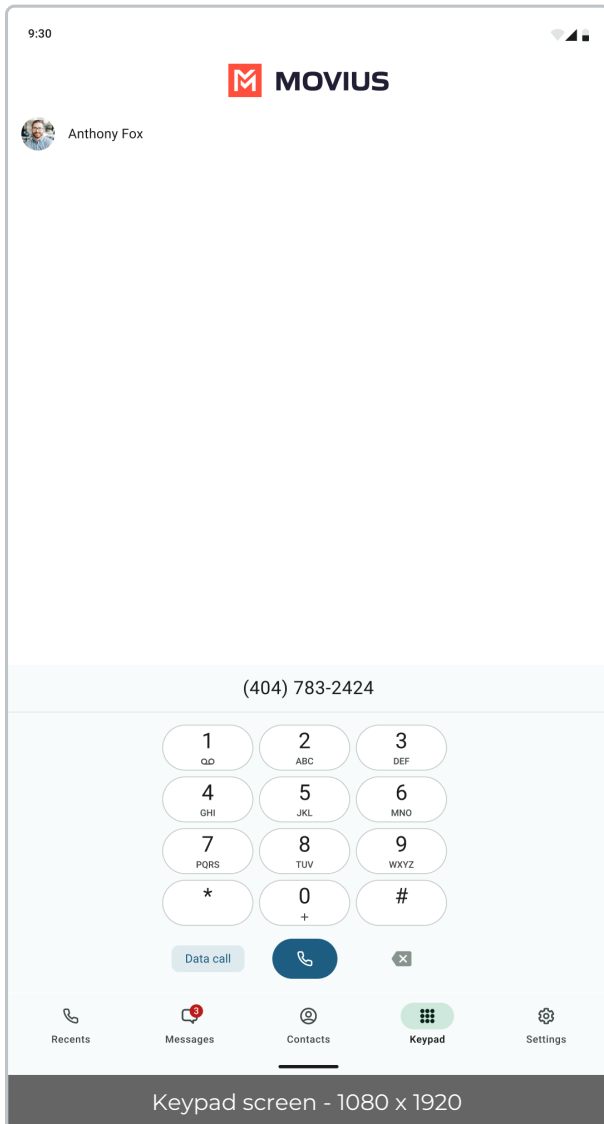 9:30
MOVIUS
Anthony Fox
(404) 783-2424
1 2 3
ABC DEF
4 5 6
GHI JKL MNO
7 8 9
PQRS TUV WXYZ
* 0 #
+
Data call
3
Recents Messages Contacts Keypad Settings
Keypad screen - 1080 x 1920